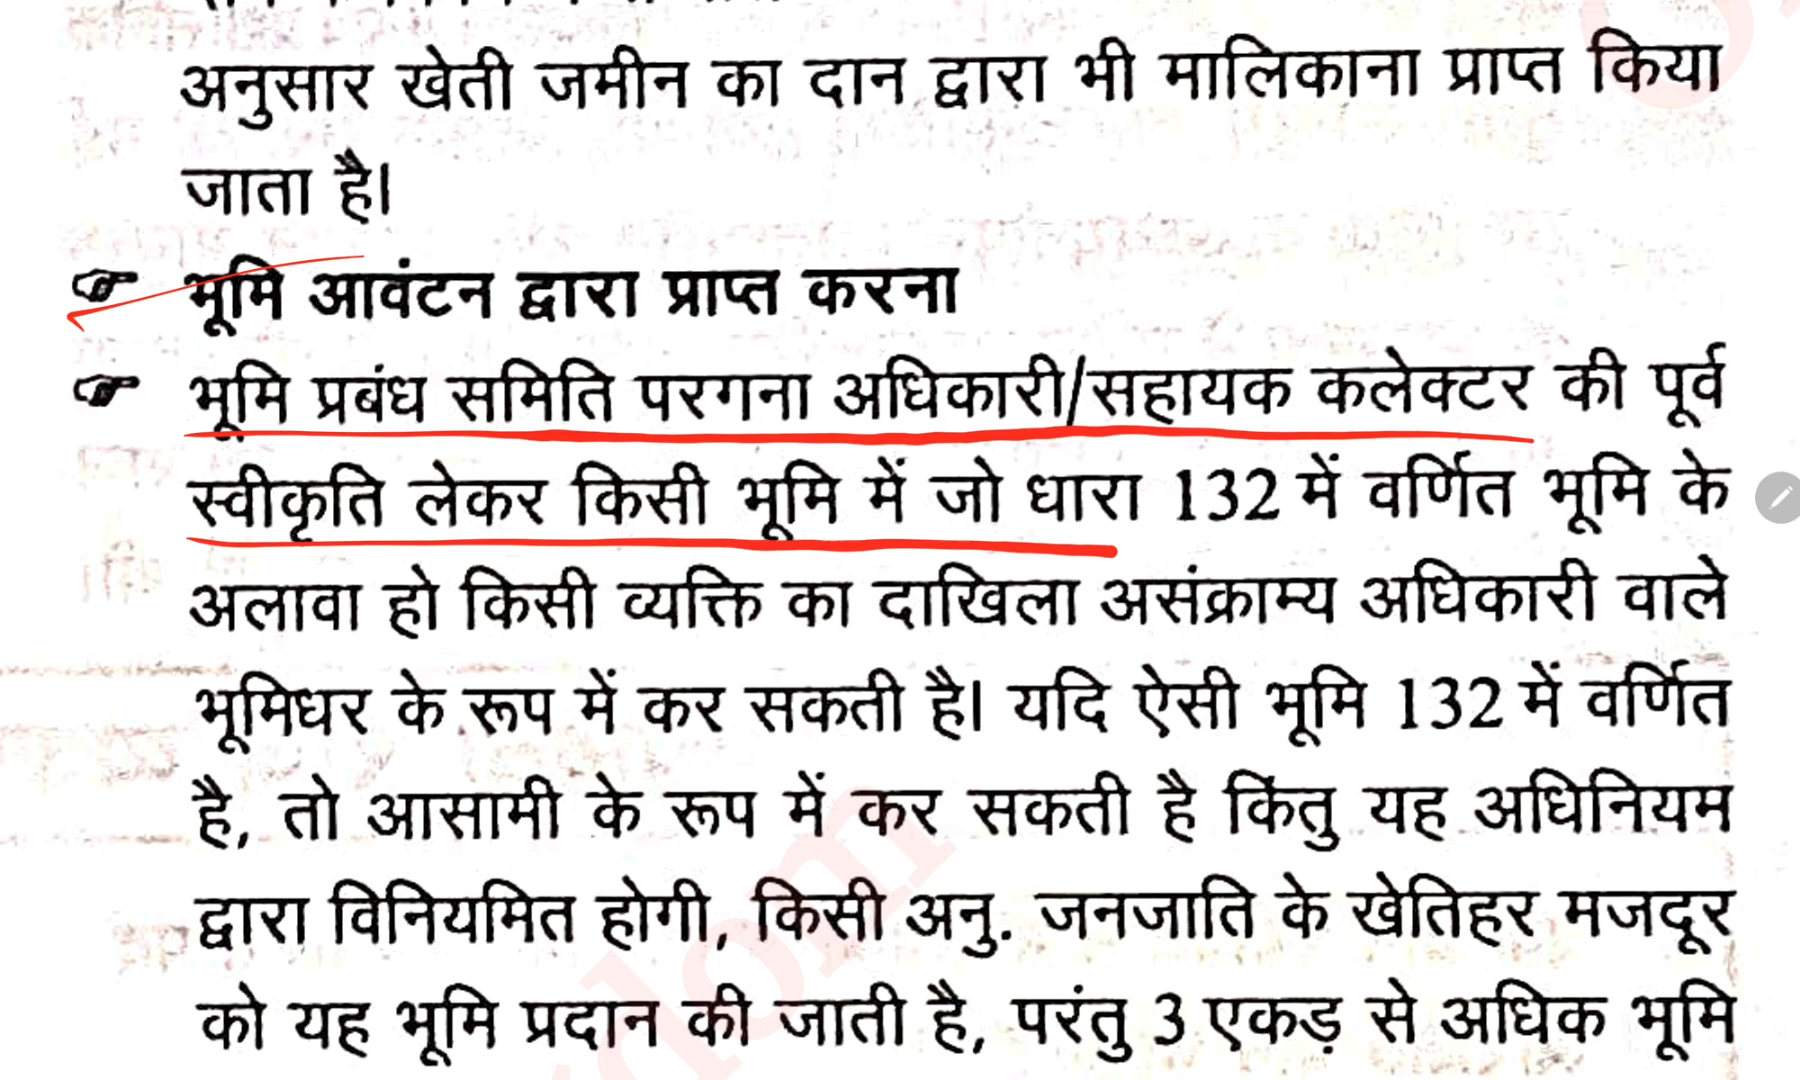 अनुसार खेती जमीन का दान द्वारा भी मालिकाना प्राप्त किया
जाता है।
भूमि आवंटन द्वारा प्राप्त करना
भूमि प्रबंध समिति परगना अधिकारी/सहायक कलेक्टर की पूर्व
स्वीकृति लेकर किसी भूमि में जो धारा 132 में वर्णित भूमि के
अलावा हो किसी व्यक्ति का दाखिला असंक्राम्य अधिकारी वाले
भूमिधर के रूप में कर सकती है। यदि ऐसी भूमि 132 में वर्णित
है, तो आसामी के रूप में कर सकती है किंतु यह अधिनियम
द्वारा विनियमित होगी, किसी अनु. जनजाति के खेतिहर मजदूर
को यह भूमि प्रदान की जाती है, परंतु 3 एकड़ से अधिक भूमि